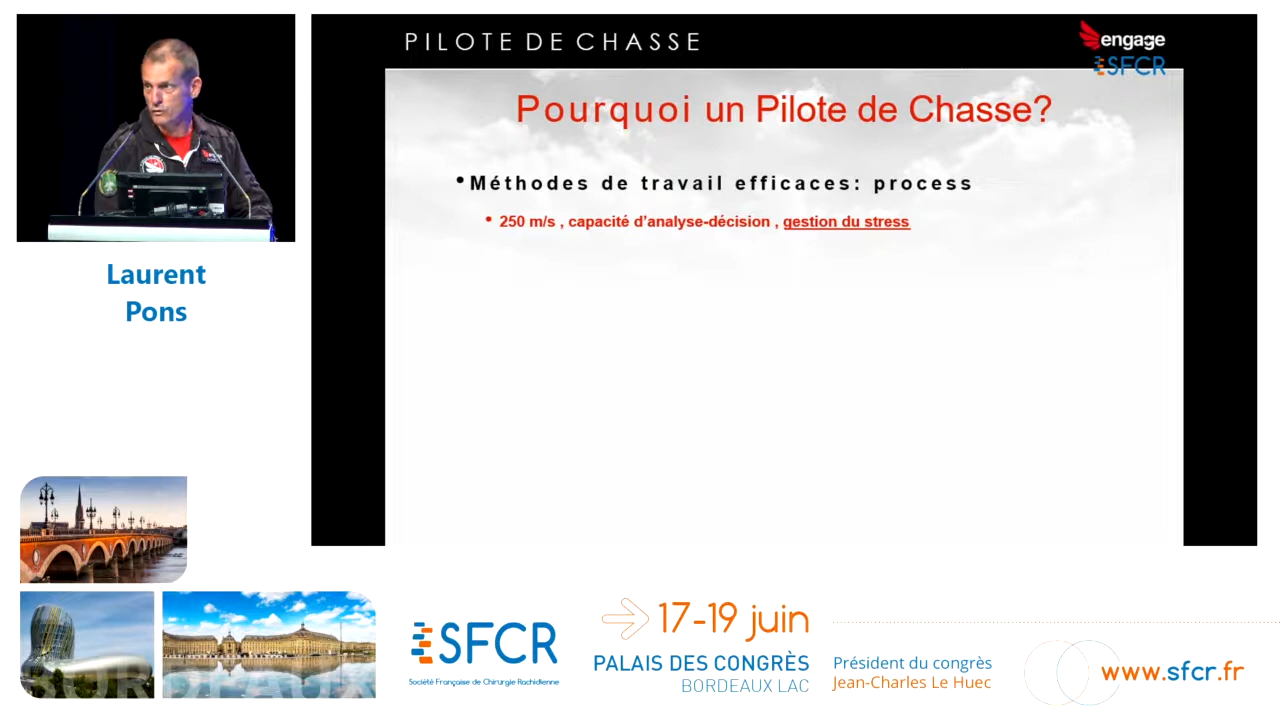 PILOTE DE CHASSE
engage
SFCR
Pourquoi un Pilote de Chasse?
•Méthodes de travail efficaces: process
• 250 m/s , capacité d'analyse-décision , gestion du stress
Laurent
Pons
BORDEAUX
SFCR
Société Française de Chirurgie Rachidienne
17-19 juin
PALAIS DES CONGRÈS
BORDEAUX LAC
Président du congrès
Jean-Charles Le Huec
www.sfcr.fr